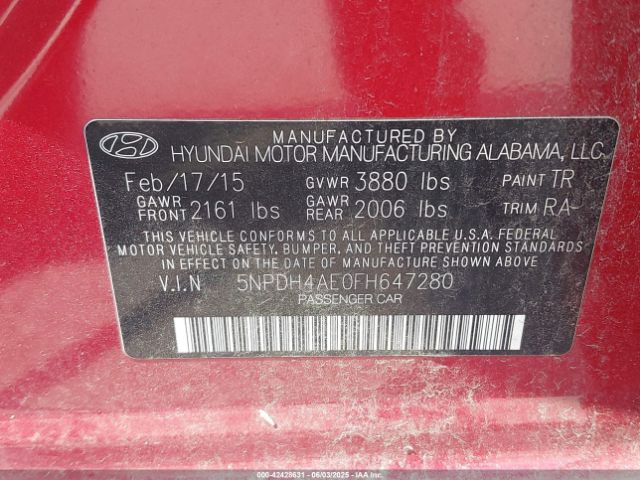 MANUFACTURED BY
HYUNDAI MOTOR MANUFACTURING ALABAMA, LLC.
Feb/17/15 GVWR 3880 lbs PAINT TR
GAWR FRONT 2161 lbs GAWR REAR 2006 lbs TRIM RA
THIS VEHICLE CONFORMS TO ALL APPLICABLE U.S.A. FEDERAL
MOTOR VEHICLE SAFETY, BUMPER, AND THEFT PREVENTION STANDARDS
IN EFFECT ON THE DATE OF MANUFACTURE SHOWN ABOVE.
V.I.N 5NPDH4AE0FH647280
PASSENGER CAR
000-42428631 - 06/03/2025 - IAAI.COM